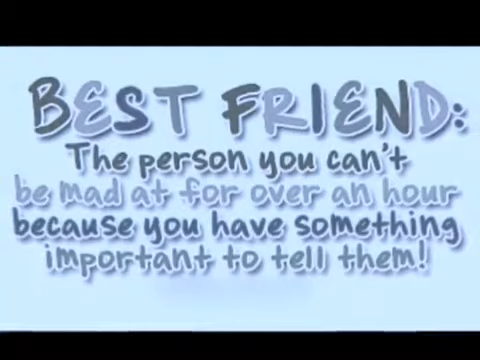 BEST FRIEND:
The person you can't
be mad at for over an hour
because you have something
important to tell them!